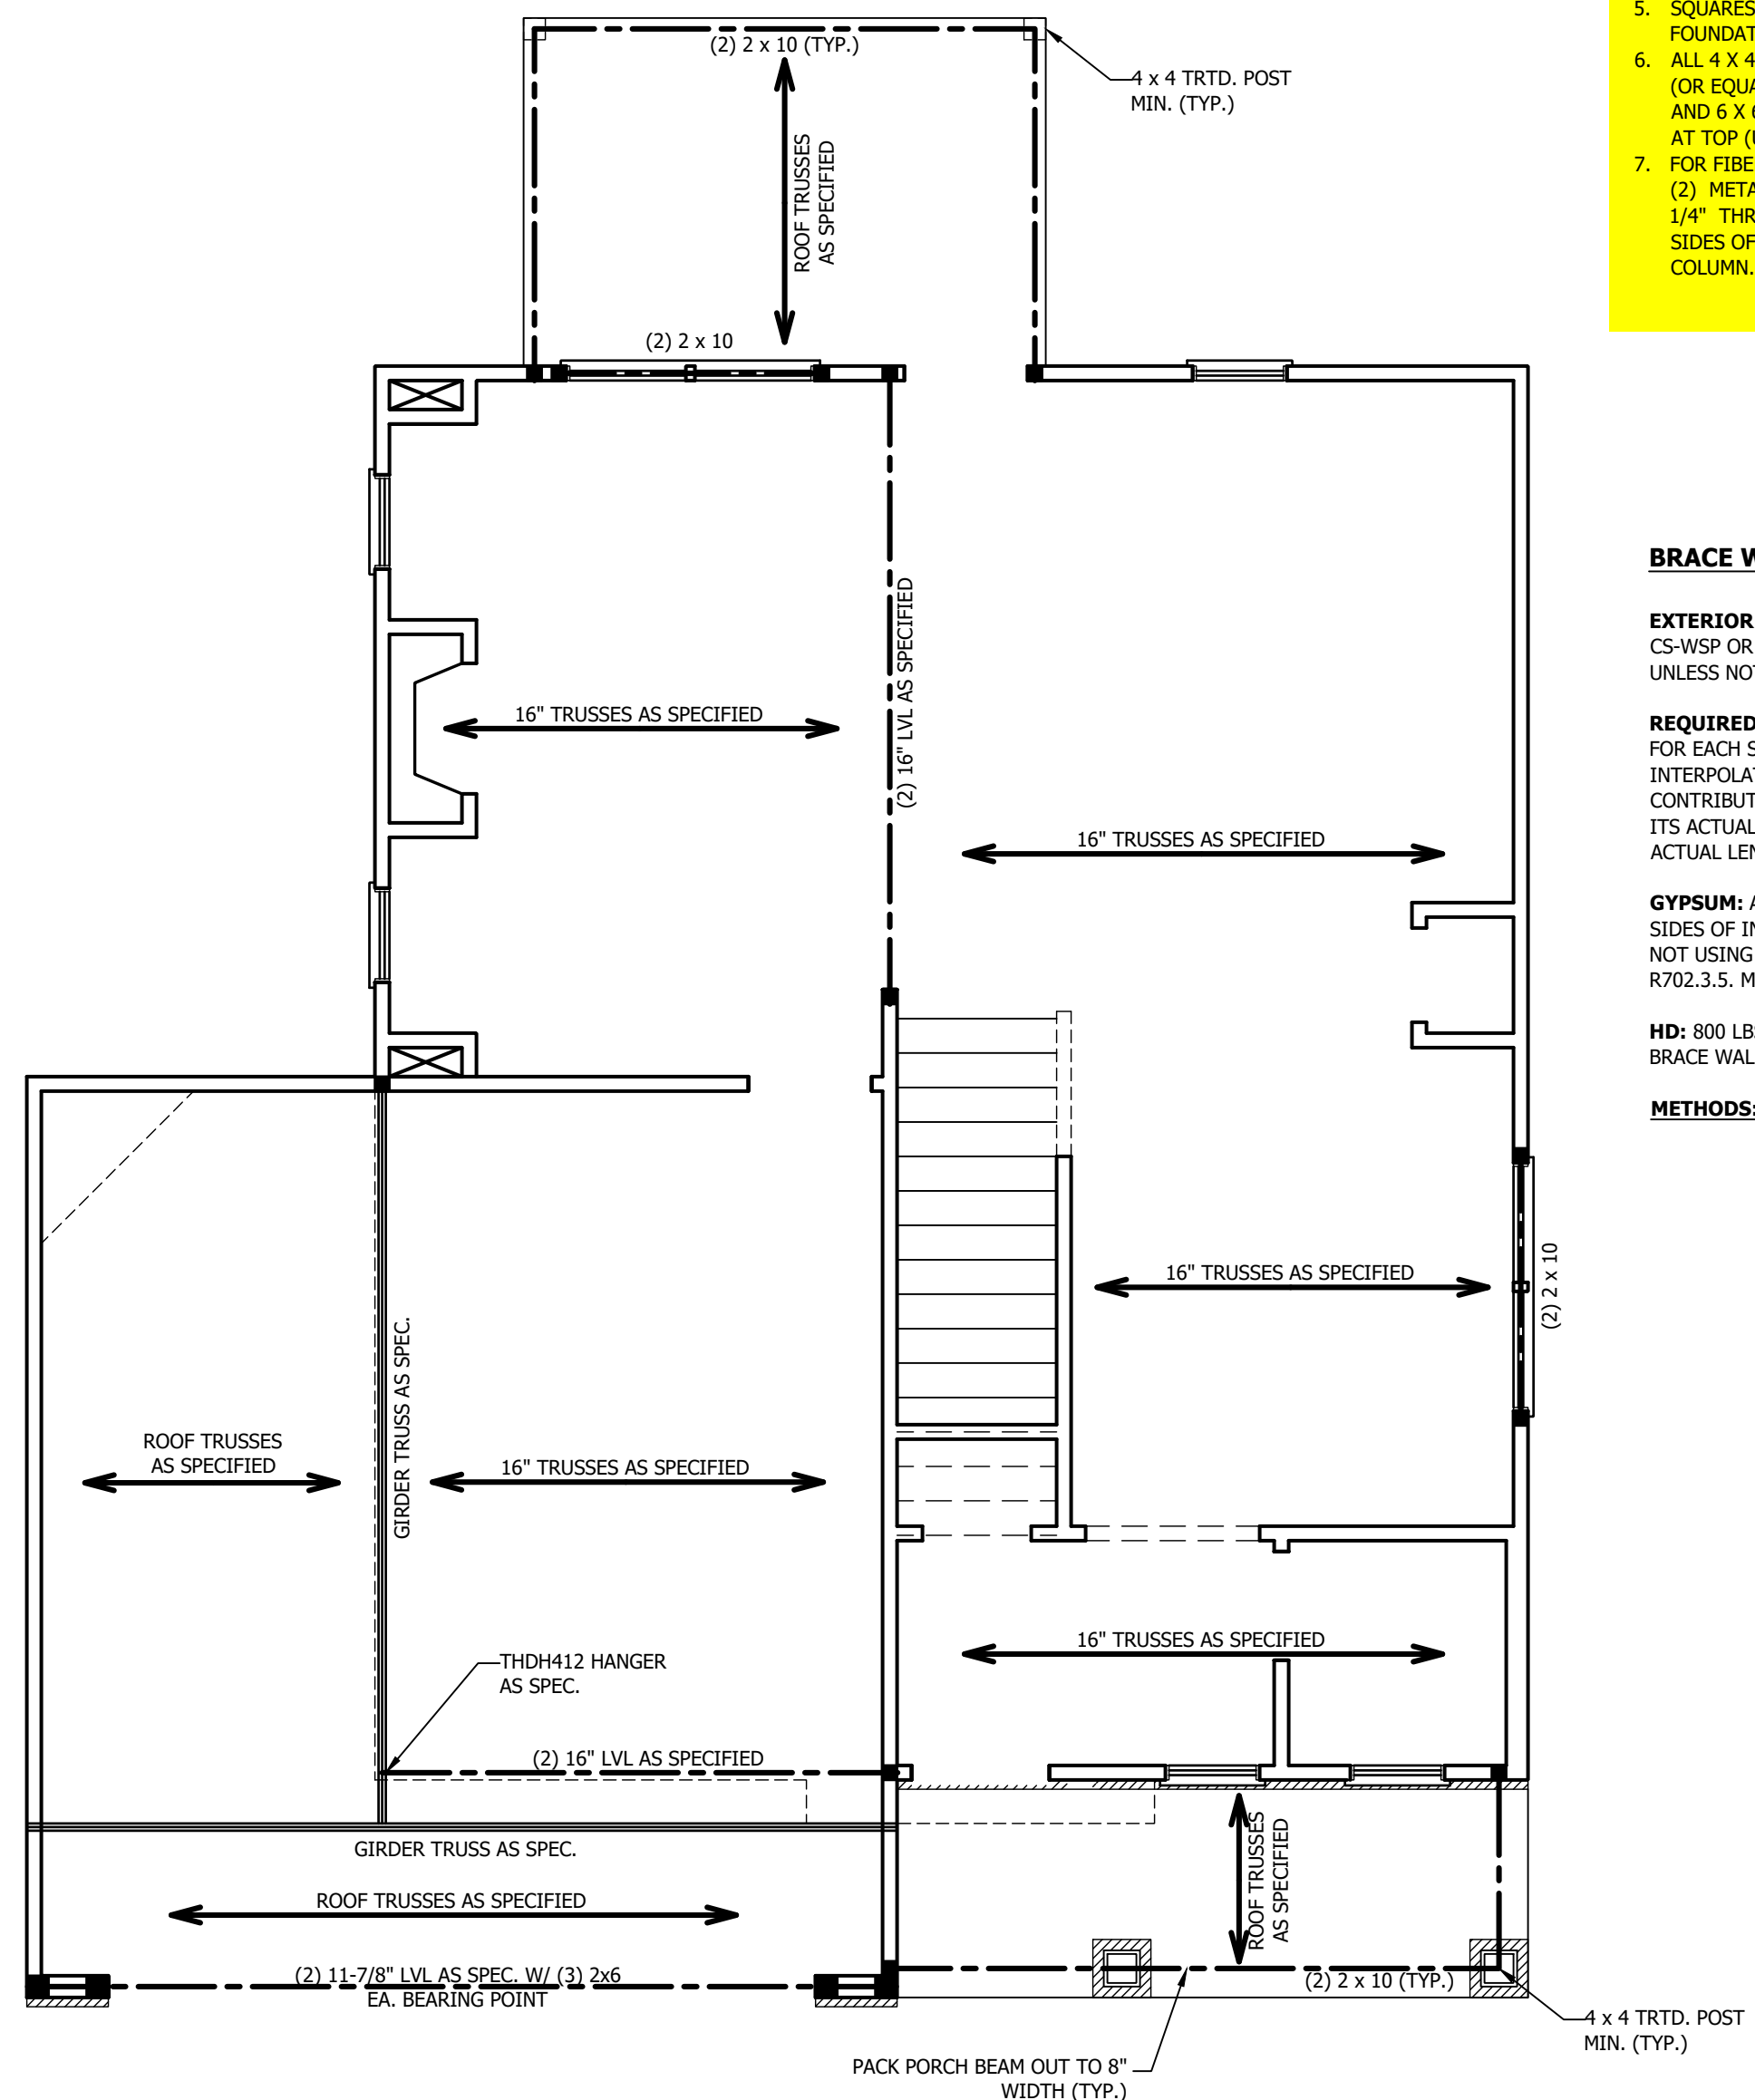 (2) 2 x 10 (TYP.)
4 x 4 TRTD. POST
MIN. (TYP.)
ROOF TRUSSES
AS SPECIFIED
(2) 2 x 10
(2) 16" LVL AS SPECIFIED
16" TRUSSES AS SPECIFIED
16" TRUSSES AS SPECIFIED
16" TRUSSES AS SPECIFIED
(2) 2 x 10
GIRDER TRUSS AS SPEC.
ROOF TRUSSES
AS SPECIFIED
16" TRUSSES AS SPECIFIED
16" TRUSSES AS SPECIFIED
THDH412 HANGER
AS SPEC.
(2) 16" LVL AS SPECIFIED
GIRDER TRUSS AS SPEC.
ROOF TRUSSES AS SPECIFIED
ROOF TRUSSES
AS SPECIFIED
(2) 11-7/8" LVL AS SPEC. W/ (3) 2x6
EA. BEARING POINT
(2) 2 x 10 (TYP.)
4 x 4 TRTD. POST
MIN. (TYP.)
PACK PORCH BEAM OUT TO 8"
WIDTH (TYP.)
5. SQUARES
FOUNDAT
6. ALL 4 X 4
(OR EQUA
AND 6 X 6
AT TOP (U
7. FOR FIBE
(2) META
1/4" THR
SIDES OF
COLUMN.
BRACE W
EXTERIOR
CS-WSP OR
UNLESS NOT
REQUIRED
FOR EACH S
INTERPOLAT
CONTRIBUT
ITS ACTUAL
ACTUAL LEN
GYPSUM: A
SIDES OF IN
NOT USING
R702.3.5. M
HD: 800 LBS
BRACE WAL
METHODS: